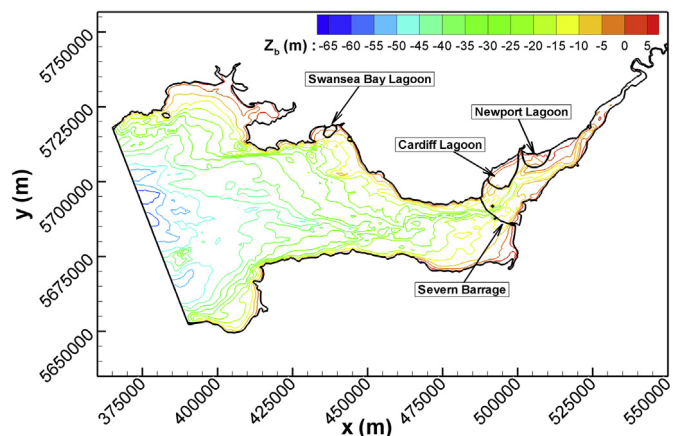 Z_b (m) : -65 -60 -55 -50 -45 -40 -35 -30 -25 -20 -15 -10 -5 0 5
Swansea Bay Lagoon
Newport Lagoon
Cardiff Lagoon
Severn Barrage
y (m)
5750000
5725000
5700000
5675000
5650000
375000 400000 425000 450000 475000 500000 525000 550000
x (m)